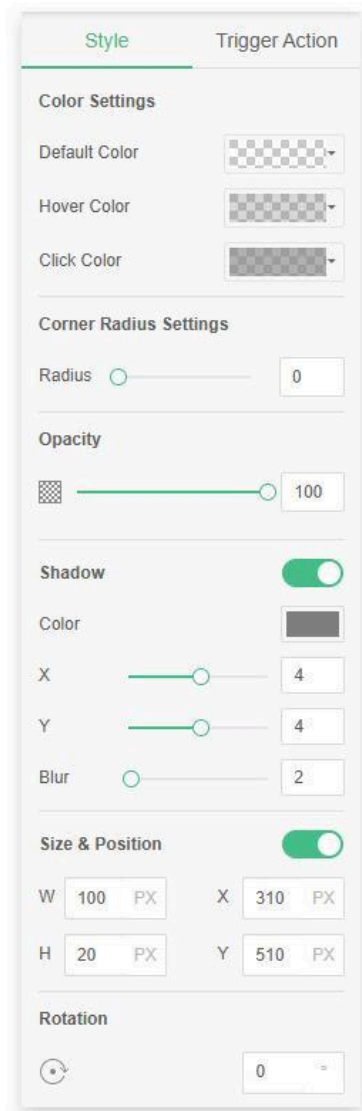 Style Trigger Action
Color Settings
Default Color
Hover Color
Click Color
Corner Radius Settings
Radius 0
Opacity
100
Shadow
Color
X 4
Y 4
Blur 2
Size & Position
W 100 PX X 310 PX
H 20 PX Y 510 PX
Rotation
0 °